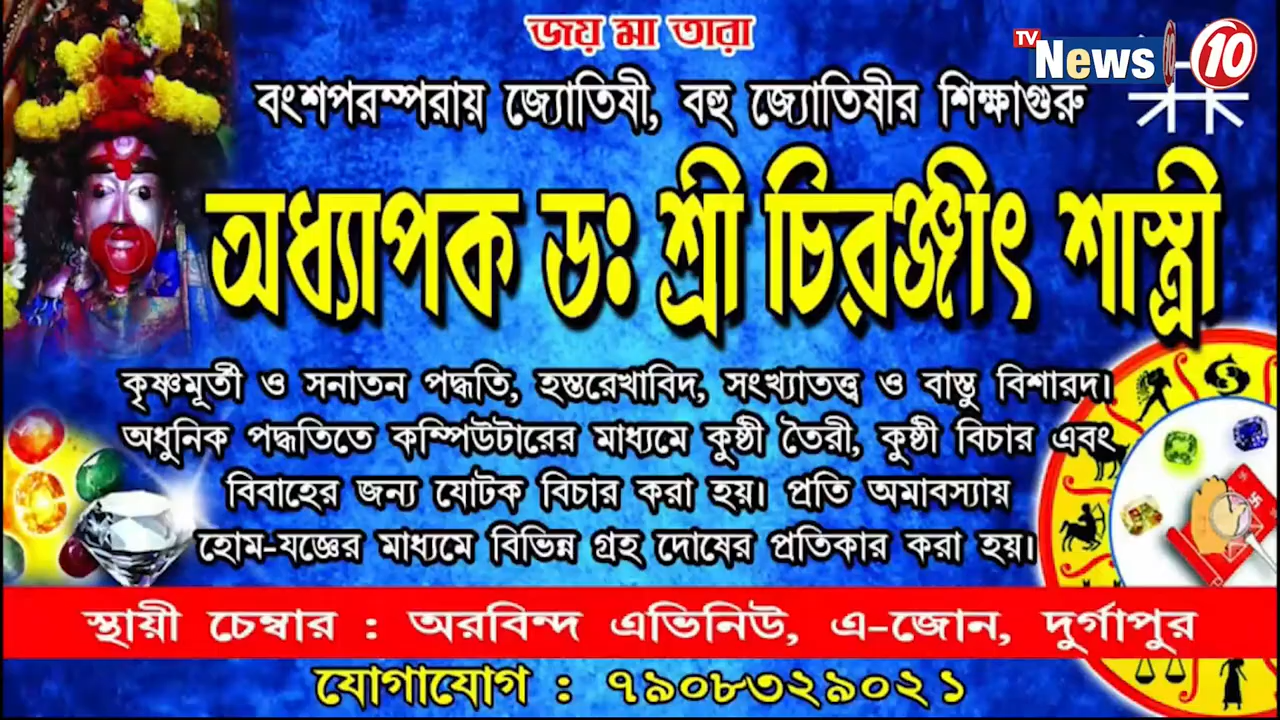 জয় মা তারা
TV News 10
বংশপরম্পরায় জ্যোতিষী, বহু জ্যোতিষীর শিক্ষাগুরু
অধ্যাপক ডঃ শ্রী চিরঞ্জীৎ শাস্ত্রী
কৃষ্ণমূর্তী ও সনাতন পদ্ধতি, হস্তরেখাবিদ, সংখ্যাতত্ত্ব ও বাস্তু বিশারদ।
অধুনিক পদ্ধতিতে কম্পিউটারের মাধ্যমে কুষ্ঠী তৈরী, কুষ্ঠী বিচার এবং
বিবাহের জন্য যোটক বিচার করা হয়। প্রতি অমাবস্যায়
হোম-যজ্ঞের মাধ্যমে বিভিন্ন গ্রহ দোষের প্রতিকার করা হয়।
স্থায়ী চেম্বার : অরবিন্দ এভিনিউ, এ-জোন, দুর্গাপুর
যোগাযোগ : ৭৯০৮৩২৯০২১